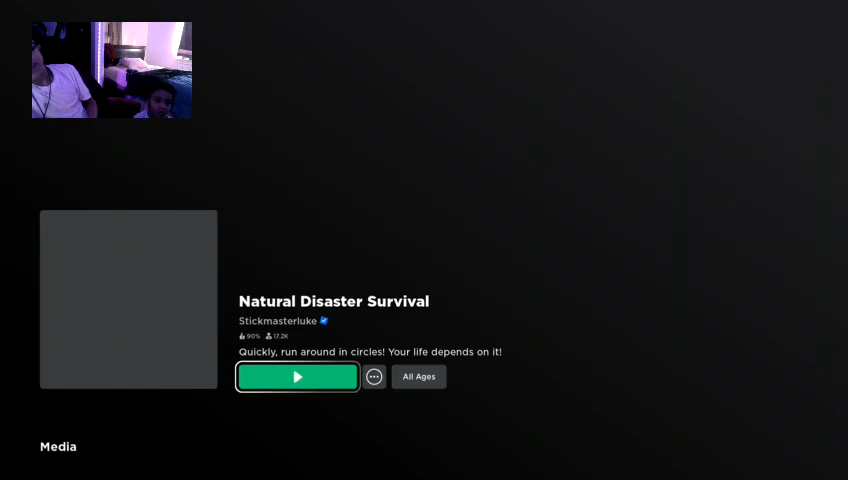 Natural Disaster Survival
Stickmasterluke
90% 17.2K
Quickly, run around in circles! Your life depends on it!
All Ages
Media